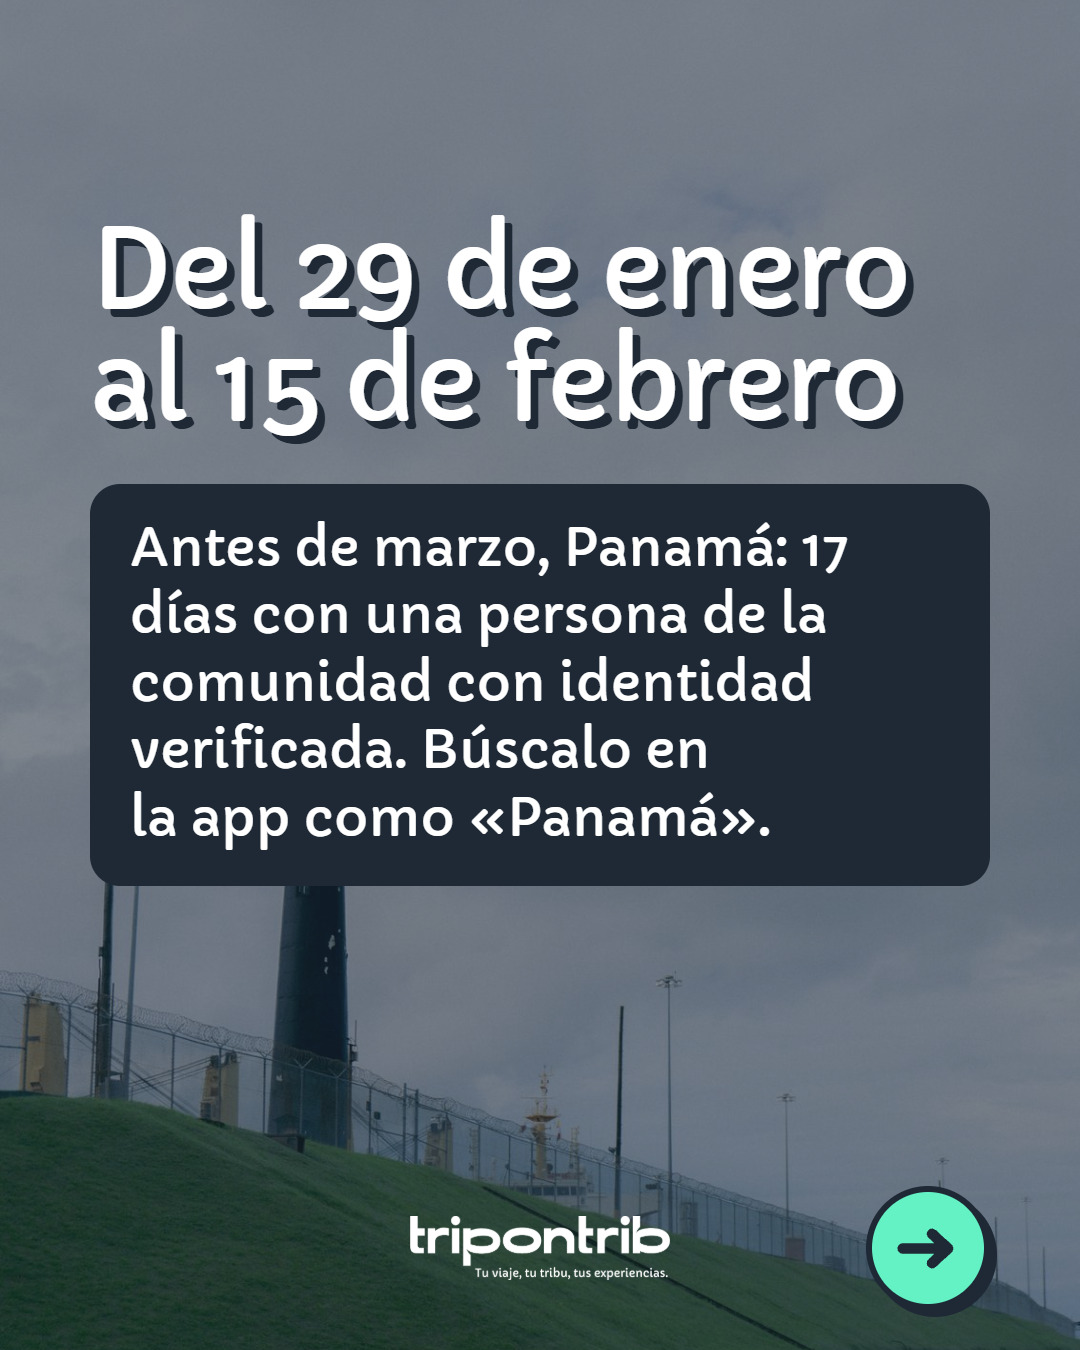 Del 29 de enero
al 15 de febrero
Antes de marzo, Panamá: 17
días con una persona de la
comunidad con identidad
verificada. Búscalo en
la app como «Panamá».
tripontrib
Tu viaje, tu tribu, tus experiencias.